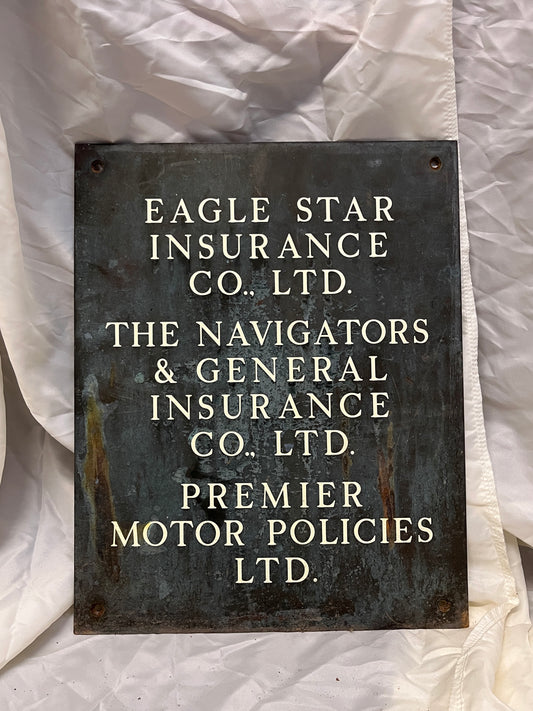 EAGLE STAR
INSURANCE
CO., LTD.
THE NAVIGATORS
& GENERAL
INSURANCE
CO., LTD.
PREMIER
MOTOR POLICIES
LTD.